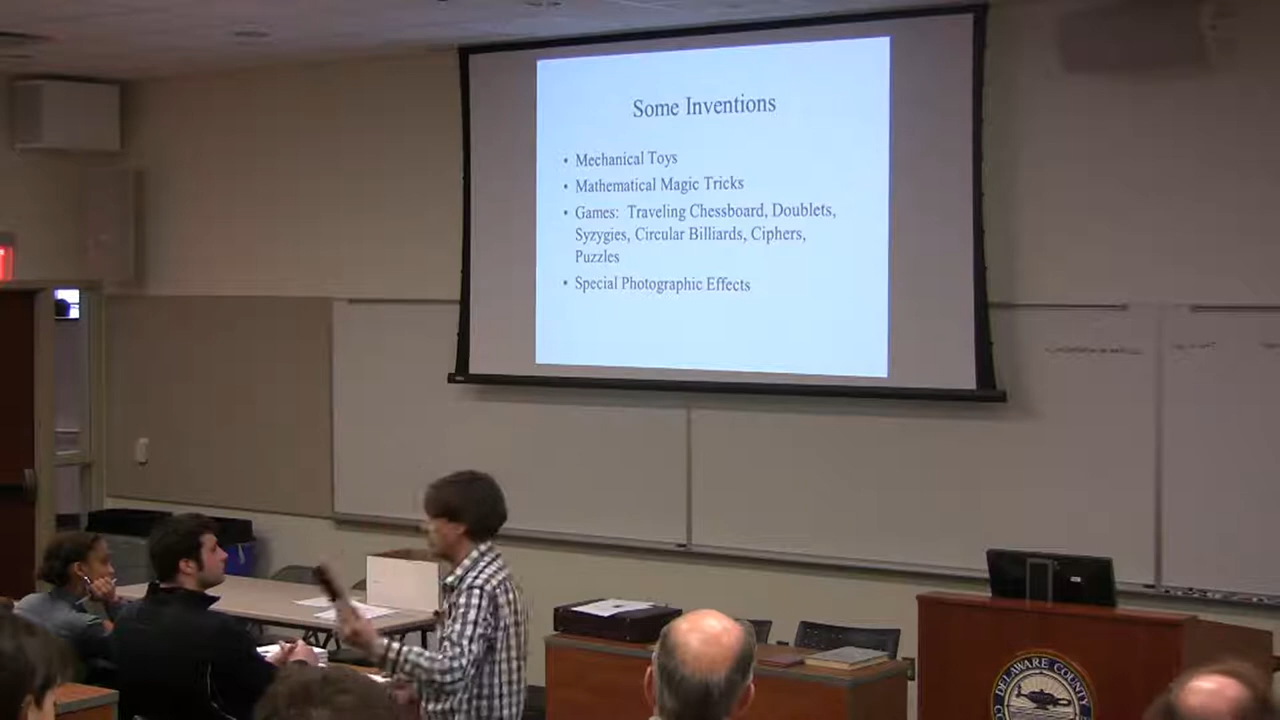 Some Inventions
• Mechanical Toys
• Mathematical Magic Tricks
• Games: Traveling Chessboard, Doublets,
Syzygies, Circular Billiards, Ciphers,
Puzzles
• Special Photographic Effects
DELAWARE COUNTY